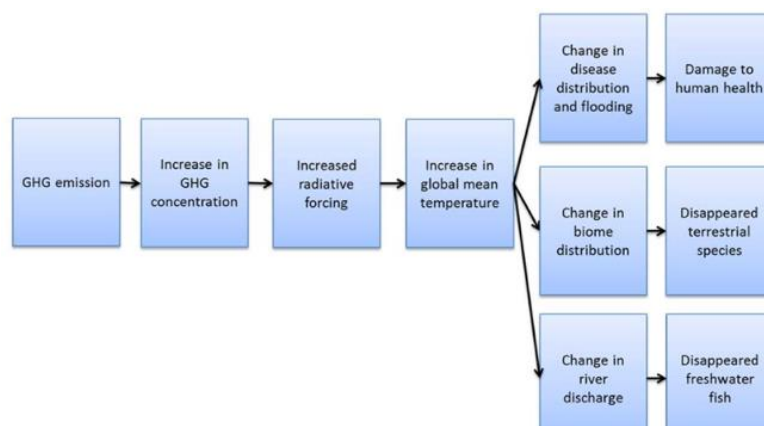 GHG emission
Increase in
GHG
concentration
Increased
radiative
forcing
Increase in
global mean
temperature
Change in
disease
distribution
and flooding
Damage to
human health
Change in
biome
distribution
Disappeared
terrestrial
species
Change in
river
discharge
Disappeared
freshwater
fish